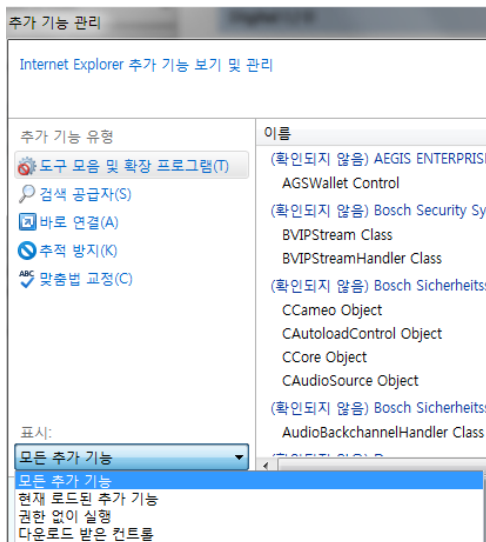 추가 기능 관리
Internet Explorer 추가 기능 보기 및 관리
추가 기능 유형
도구 모음 및 확장 프로그램(T)
검색 공급자(S)
바로 연결(A)
추적 방지(K)
ABC 맞춤법 교정(C)
표시:
모든 추가 기능
모든 추가 기능
현재 로드된 추가 기능
권한 없이 실행
다운로드 받은 컨트롤
이름
(확인되지 않음) AEGIS ENTERPRIS
AGSWallet Control
(확인되지 않음) Bosch Security Sy
BVIPStream Class
BVIPStreamHandler Class
(확인되지 않음) Bosch Sicherheits
CCameo Object
CAutoloadControl Object
CCore Object
CAudioSource Object
(확인되지 않음) Bosch Sicherheits
AudioBackchannelHandler Class